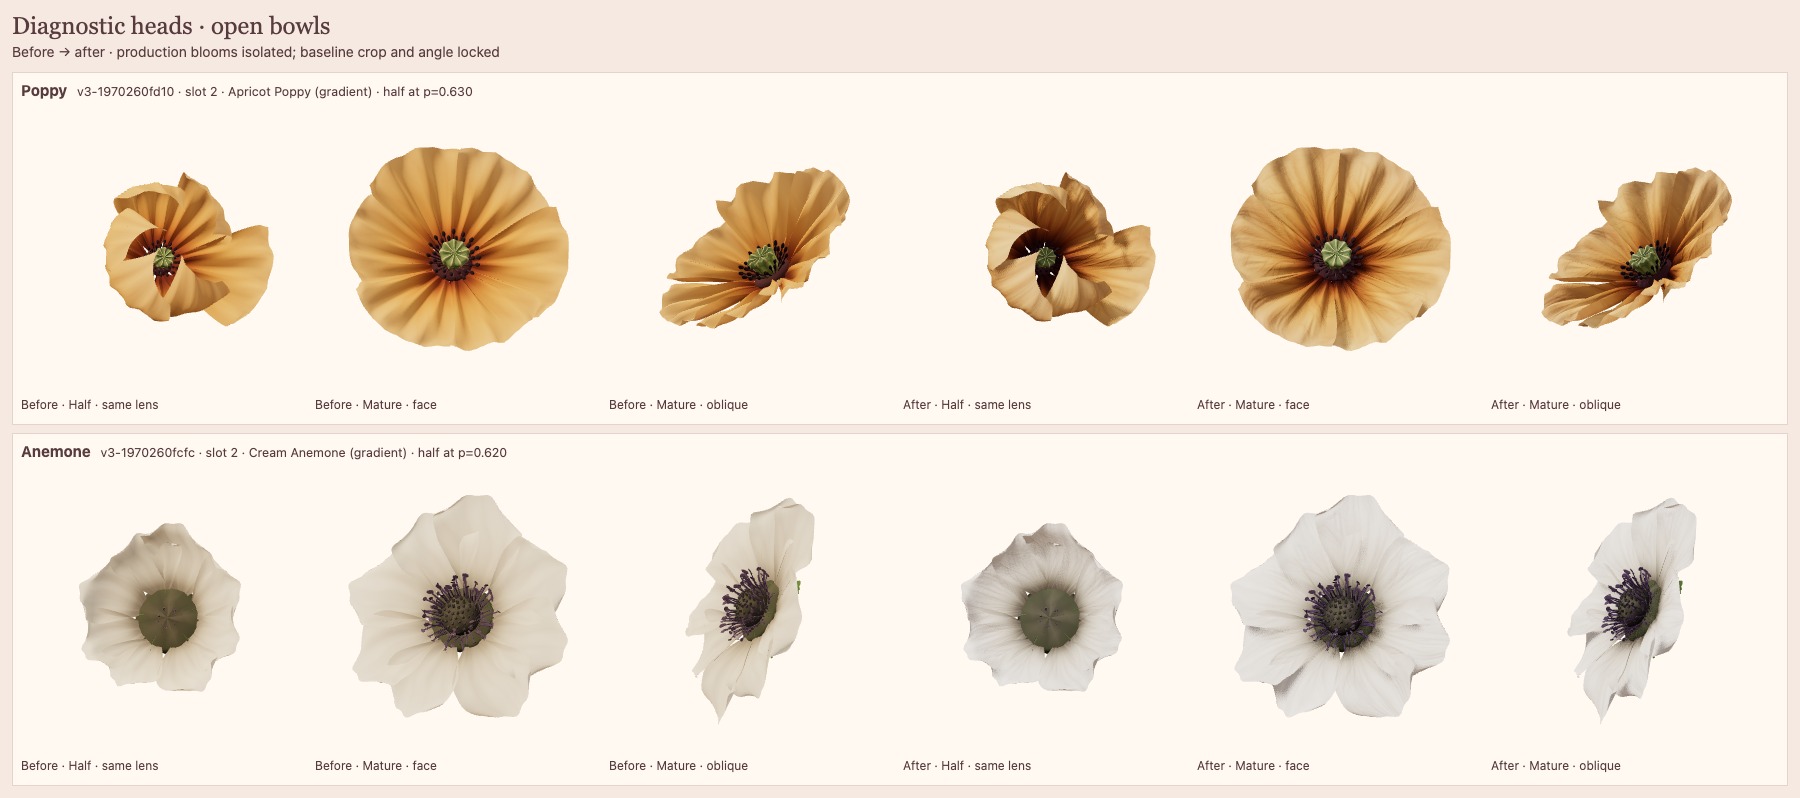 Diagnostic heads · open bowls
Before → after · production blooms isolated; baseline crop and angle locked
Poppy v3-1970260fd10 · slot 2 · Apricot Poppy (gradient) · half at p=0.630
Before · Half · same lens
Before · Mature · face
Before · Mature · oblique
After · Half · same lens
After · Mature · face
After · Mature · oblique
Anemone v3-1970260fcfc · slot 2 · Cream Anemone (gradient) · half at p=0.620
Before · Half · same lens
Before · Mature · face
Before · Mature · oblique
After · Half · same lens
After · Mature · face
After · Mature · oblique